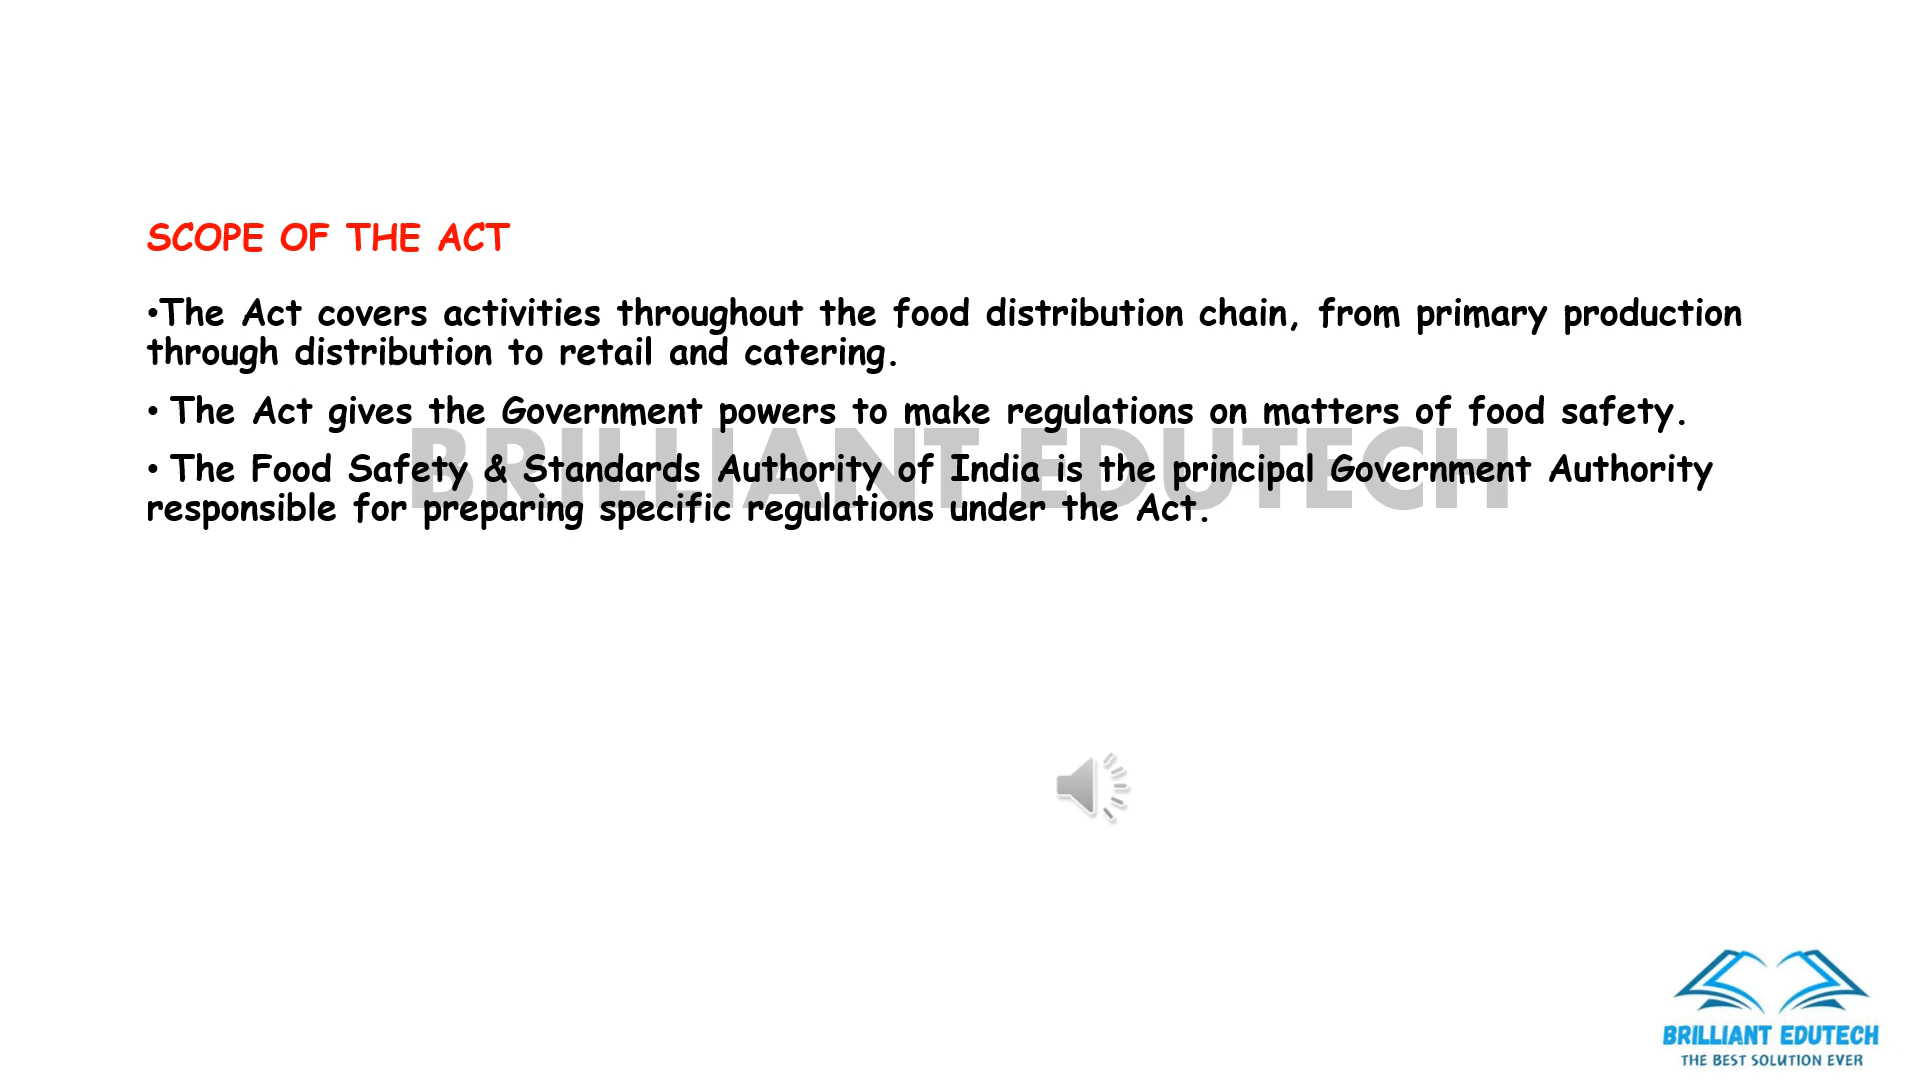 SCOPE OF THE ACT
•The Act covers activities throughout the food distribution chain, from primary production
through distribution to retail and catering.
• The Act gives the Government powers to make regulations on matters of food safety.
BRILLIANT EDUTECH
• The Food Safety & Standards Authority of India is the principal Government Authority
responsible for preparing specific regulations under the Act.
BRILLIANT EDUTECH
THE BEST SOLUTION EVER